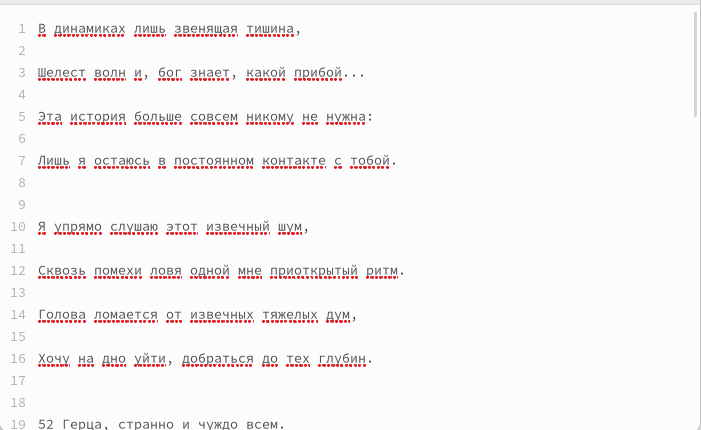 1 В динамиках лишь звенящая тишина,
2
3 Шелест волн и, бог знает, какой прибой...
4
5 Эта история больше совсем никому не нужна:
6
7 Лишь я остаюсь в постоянном контакте с тобой.
8
9
10 Я упрямо слушаю этот извечный шум,
11
12 Сквозь помехи ловя одной мне приоткрытый ритм.
13
14 Голова ломается от извечных тяжелых дум,
15
16 Хочу на дно уйти, добраться до тех глубин.
17
18
19 52 Герца, странно и чуждо всем.